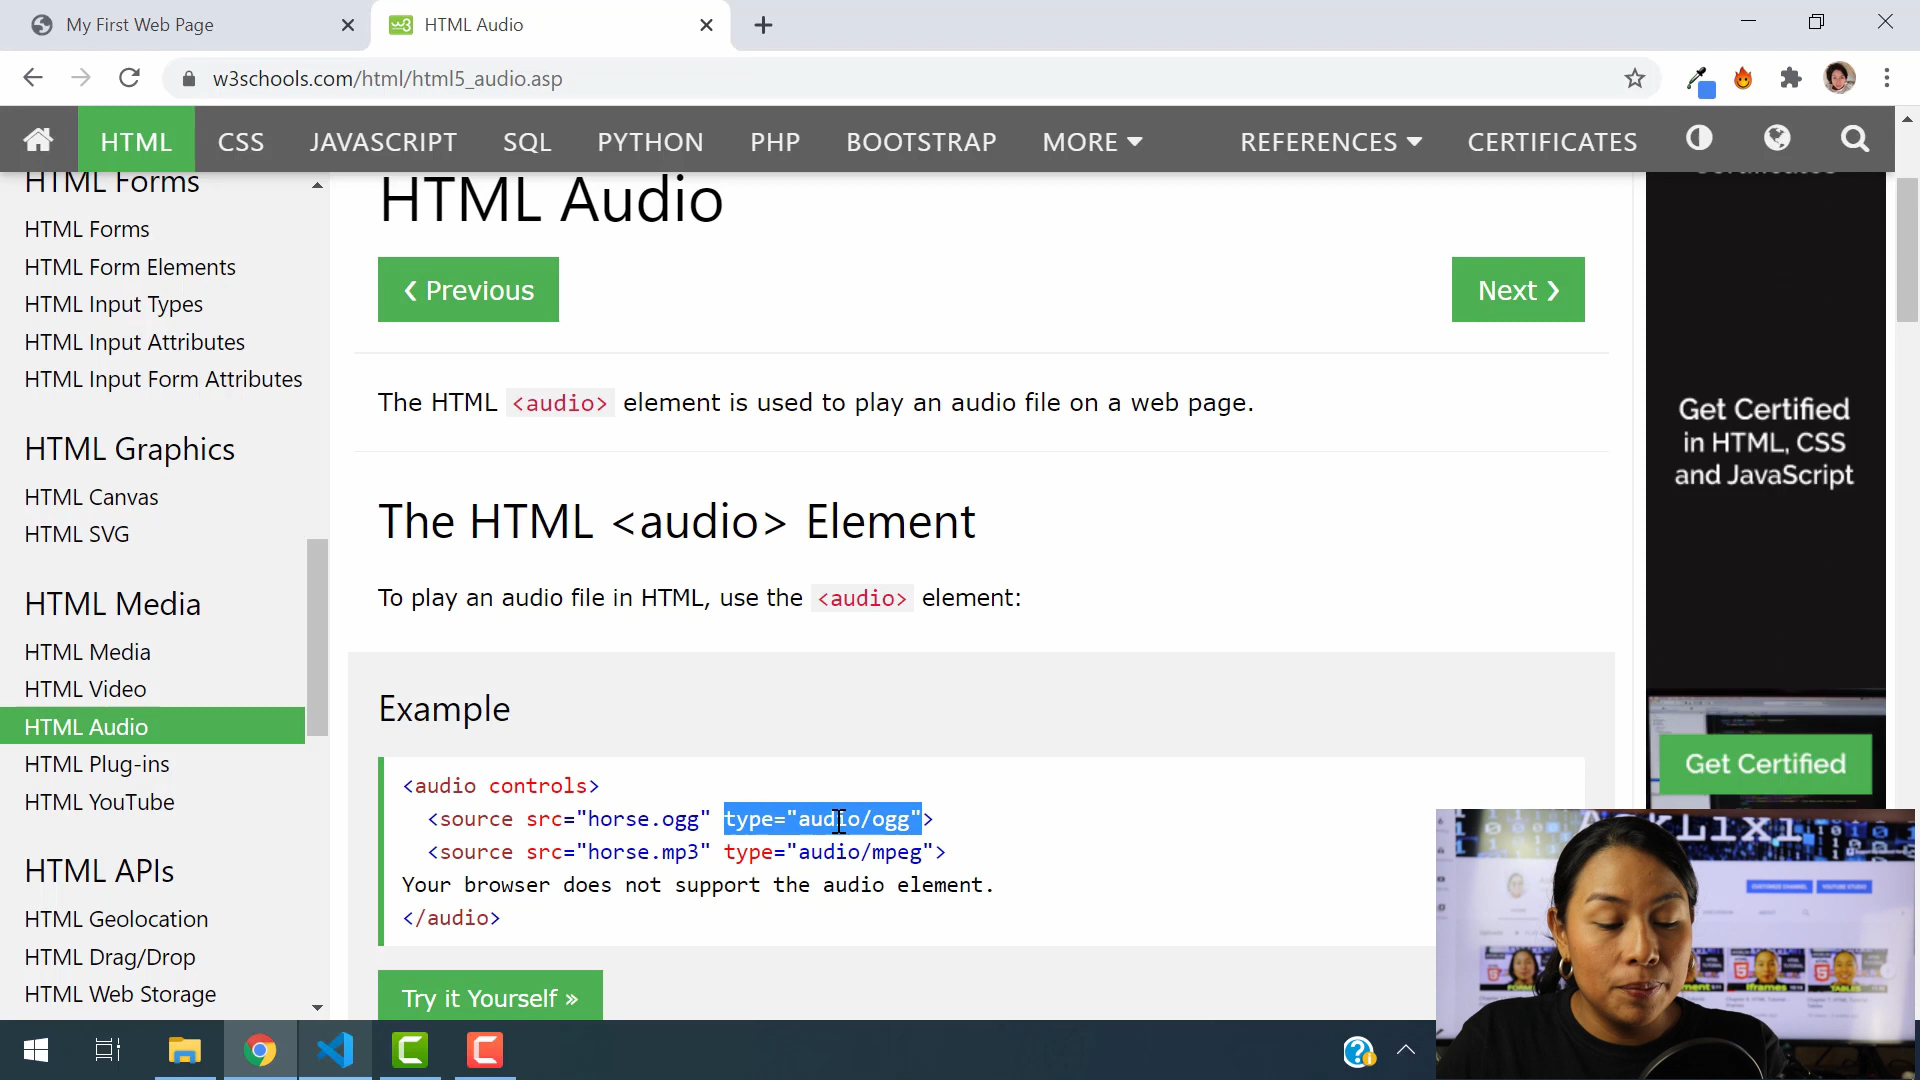 My First Web Page
HTML Audio
w3schools.com/html/html5_audio.asp
HTML
CSS
JAVASCRIPT
SQL
PYTHON
PHP
BOOTSTRAP
MORE
REFERENCES
CERTIFICATES
HTML Forms
HTML Forms
HTML Form Elements
HTML Input Types
HTML Input Attributes
HTML Input Form Attributes
HTML Graphics
HTML Canvas
HTML SVG
HTML Media
HTML Media
HTML Video
HTML Audio
HTML Plug-ins
HTML YouTube
HTML APIs
HTML Geolocation
HTML Drag/Drop
HTML Web Storage
HTML Audio
❮ Previous
Next ❯
The HTML <audio> element is used to play an audio file on a web page.
The HTML <audio> Element
To play an audio file in HTML, use the <audio> element:
Example
<audio controls>
<source src="horse.ogg" type="audio/ogg">
<source src="horse.mp3" type="audio/mpeg">
Your browser does not support the audio element.
</audio>
Try it Yourself »
Get Certified
in HTML, CSS
and JavaScript
Get Certified
CUSTOMIZE CHANNEL
YOUTUBE STUDIO
Iframes
TABLES